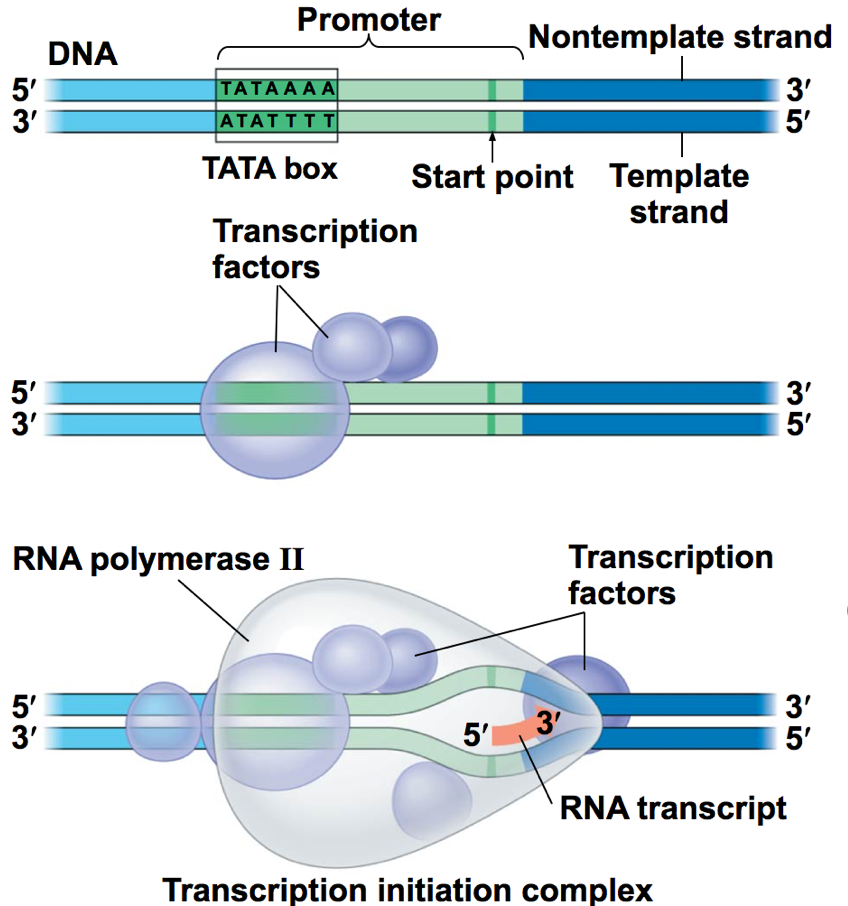 Promoter
DNA
Nontemplate strand
5′ TATAAAA 3′
3′ ATATTTT 5′
TATA box
Start point
Template
strand
Transcription
factors
5′ 3′
3′ 5′
RNA polymerase II
Transcription
factors
5′ 3′
3′ 5′
5′ 3′
RNA transcript
Transcription initiation complex